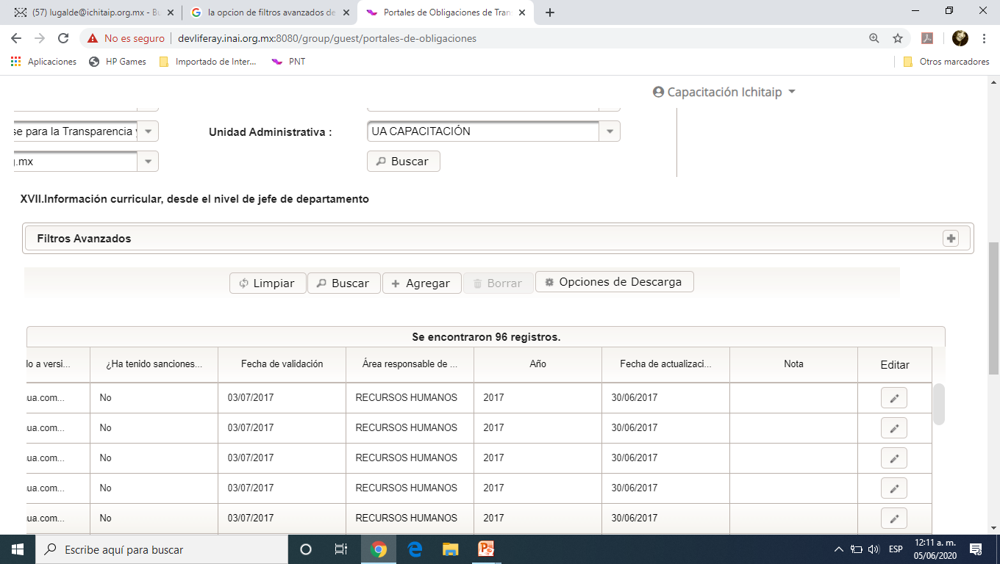 (57) lugalde@ichitaip.org.mx - Bu
la opcion de filtros avanzados de
Portales de Obligaciones de Tran
No es seguro
devliferay.inai.org.mx:8080/group/guest/portales-de-obligaciones
Aplicaciones
HP Games
Importado de Inter...
PNT
Otros marcadores
Capacitación Ichitaip
se para la Transparencia y
Unidad Administrativa :
UA CAPACITACIÓN
g.mx
Buscar
XVII.Información curricular, desde el nivel de jefe de departamento
Filtros Avanzados
Limpiar
Buscar
Agregar
Borrar
Opciones de Descarga
Se encontraron 96 registros.
lo a versi...
¿Ha tenido sanciones...
Fecha de validación
Área responsable de ...
Año
Fecha de actualizaci...
Nota
Editar
ua.com...
No
03/07/2017
RECURSOS HUMANOS
2017
30/06/2017
ua.com...
No
03/07/2017
RECURSOS HUMANOS
2017
30/06/2017
ua.com...
No
03/07/2017
RECURSOS HUMANOS
2017
30/06/2017
ua.com...
No
03/07/2017
RECURSOS HUMANOS
2017
30/06/2017
ua.com...
No
03/07/2017
RECURSOS HUMANOS
2017
30/06/2017
Escribe aquí para buscar
ESP
12:11 a. m.
05/06/2020